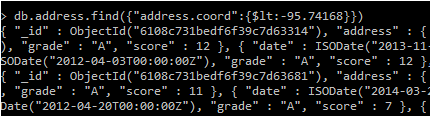 > db.address.find({"address.coord":{$lt:-95.74168}})
{ "_id" : ObjectId("6108c731bedf6f39c7d63314"), "address" : {
), "grade" : "A", "score" : 12 }, { "date" : ISODate("2013-11-
SODate("2012-04-03T00:00:00Z"), "grade" : "A", "score" : 12 },
{ "_id" : ObjectId("6108c731bedf6f39c7d63681"), "address" : {
, "grade" : "A", "score" : 11 }, { "date" : ISODate("2014-03-2
Date("2012-04-20T00:00:00Z"), "grade" : "A", "score" : 7 }, {